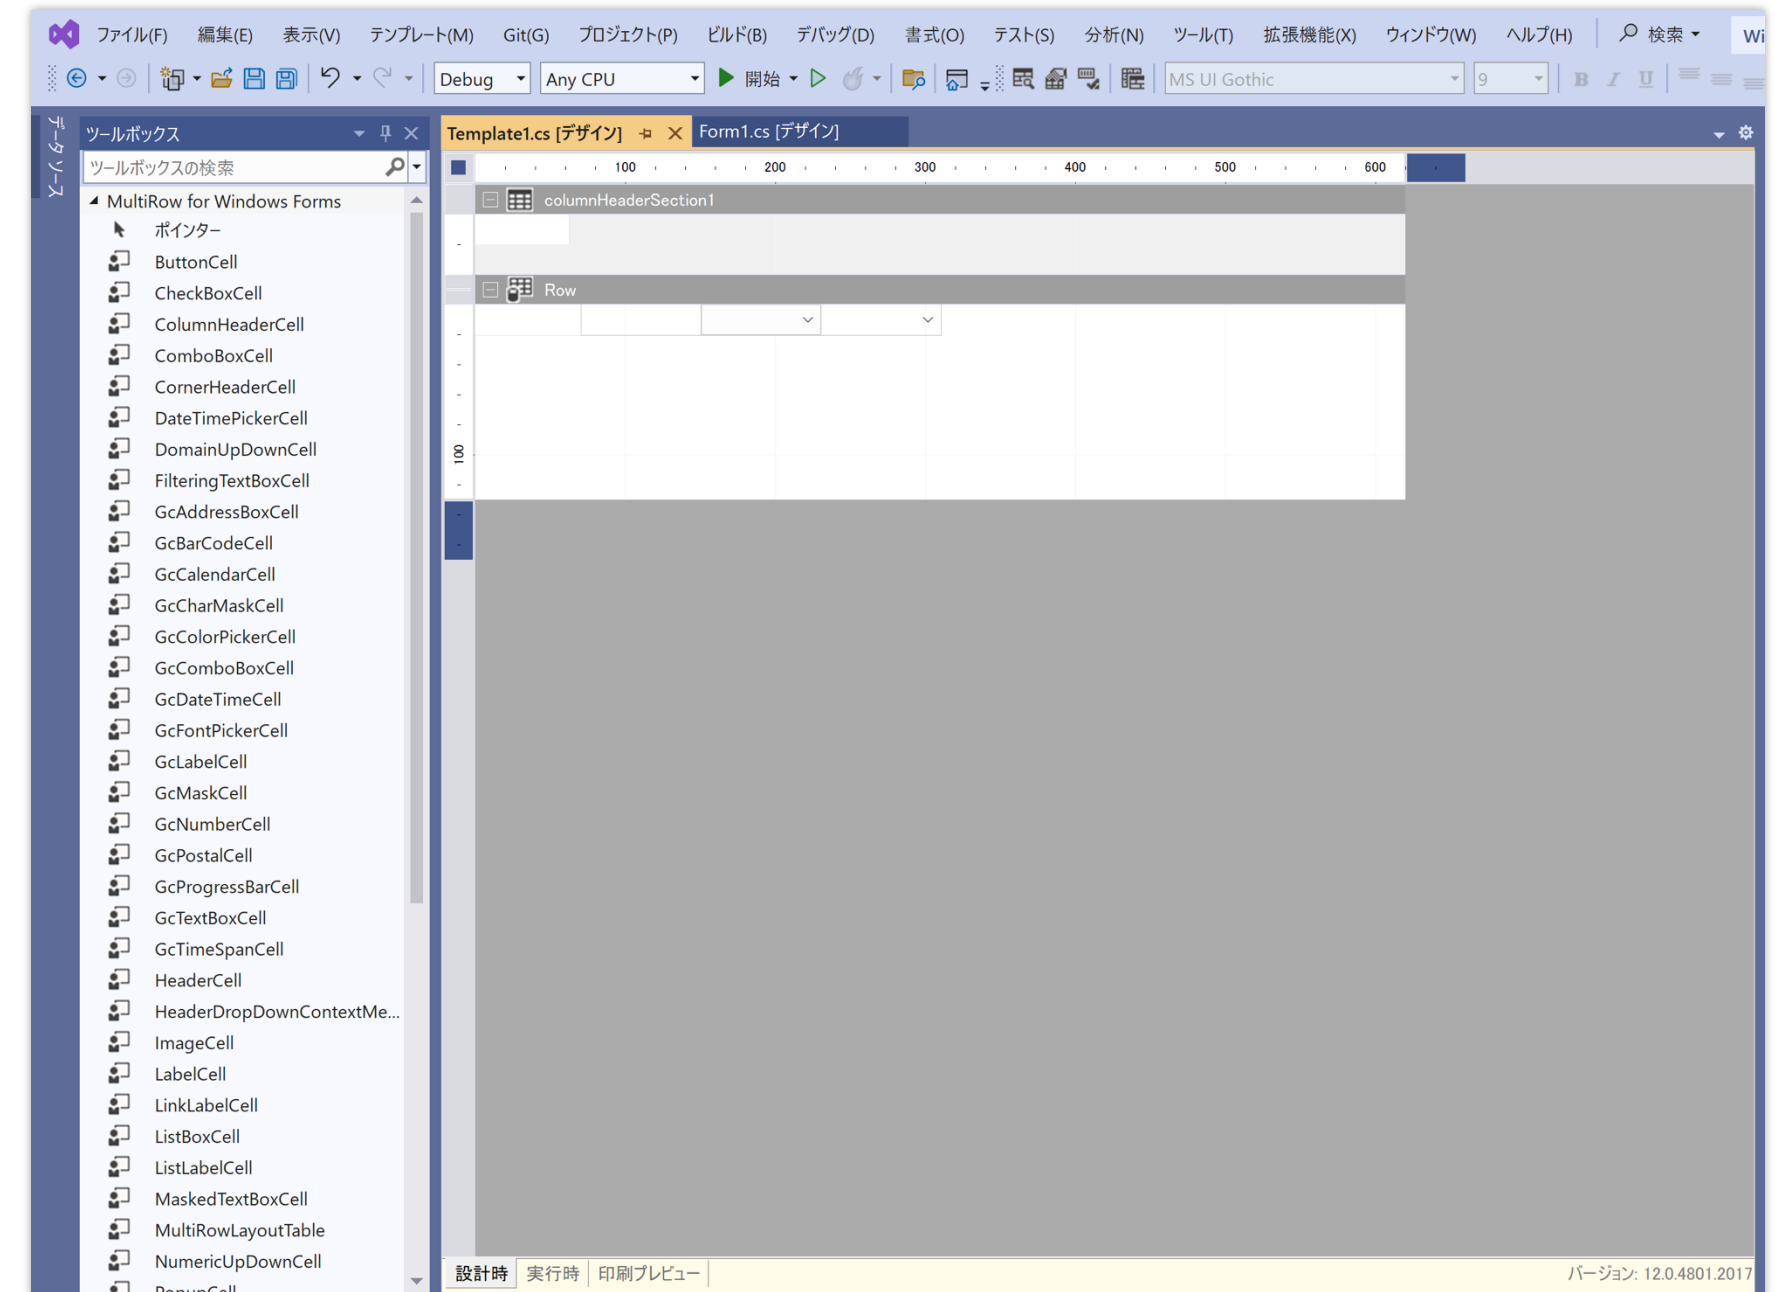 ファイル(F) 編集(E) 表示(V) テンプレート(M) Git(G) プロジェクト(P) ビルド(B) デバッグ(D) 書式(O) テスト(S) 分析(N) ツール(T) 拡張機能(X) ウィンドウ(W) ヘルプ(H) 検索 Wi
Debug Any CPU 開始 MS UI Gothic 9 B I U
データ ソース
ツールボックス
Template1.cs [デザイン] Form1.cs [デザイン]
ツールボックスの検索
100 200 300 400 500 600
MultiRow for Windows Forms
columnHeaderSection1
ポインター
ButtonCell
CheckBoxCell
Row
ColumnHeaderCell
ComboBoxCell
CornerHeaderCell
DateTimePickerCell
DomainUpDownCell
100
FilteringTextBoxCell
GcAddressBoxCell
GcBarCodeCell
GcCalendarCell
GcCharMaskCell
GcColorPickerCell
GcComboBoxCell
GcDateTimeCell
GcFontPickerCell
GcLabelCell
GcMaskCell
GcNumberCell
GcPostalCell
GcProgressBarCell
GcTextBoxCell
GcTimeSpanCell
HeaderCell
HeaderDropDownContextMe...
ImageCell
LabelCell
LinkLabelCell
ListBoxCell
ListLabelCell
MaskedTextBoxCell
MultiRowLayoutTable
NumericUpDownCell
PopupCell
設計時 実行時 印刷プレビュー
バージョン: 12.0.4801.2017